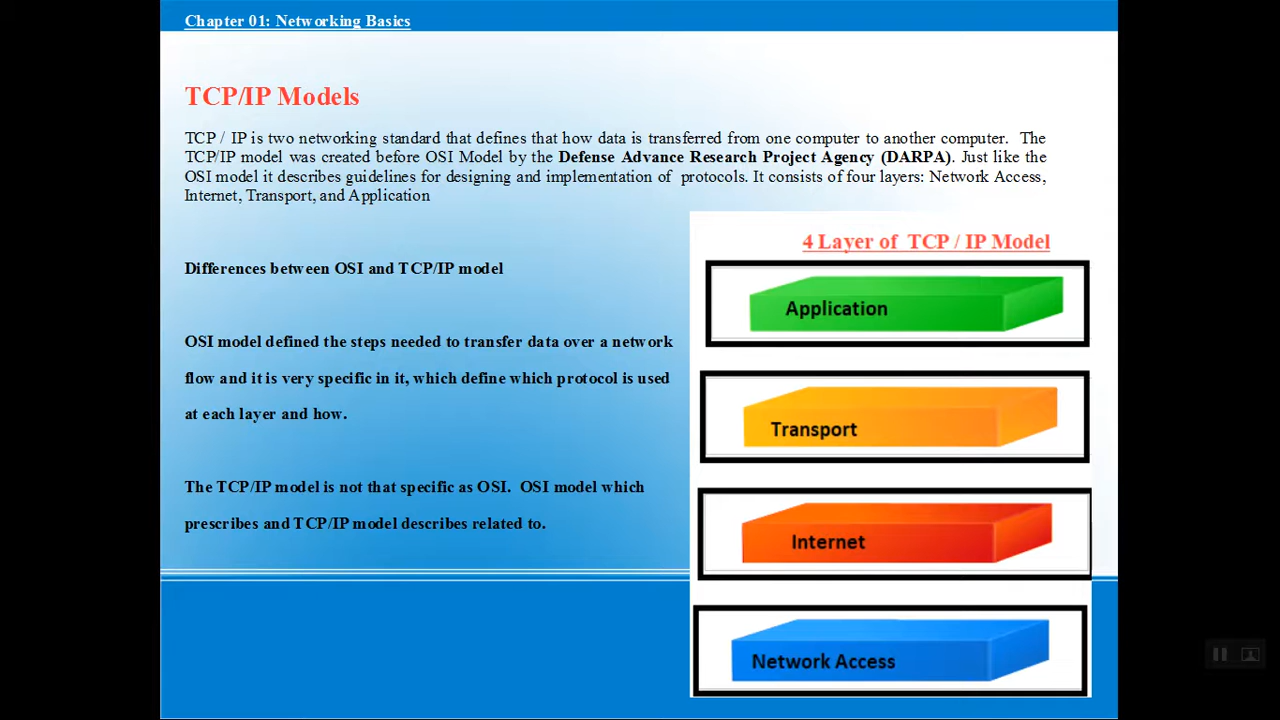 Chapter 01: Networking Basics
TCP/IP Models
TCP / IP is two networking standard that defines that how data is transferred from one computer to another computer. The
TCP/IP model was created before OSI Model by the Defense Advance Research Project Agency (DARPA). Just like the
OSI model it describes guidelines for designing and implementation of protocols. It consists of four layers: Network Access,
Internet, Transport, and Application
Differences between OSI and TCP/IP model
OSI model defined the steps needed to transfer data over a network
flow and it is very specific in it, which define which protocol is used
at each layer and how.
The TCP/IP model is not that specific as OSI. OSI model which
prescribes and TCP/IP model describes related to.
4 Layer of TCP / IP Model
Application
Transport
Internet
Network Access